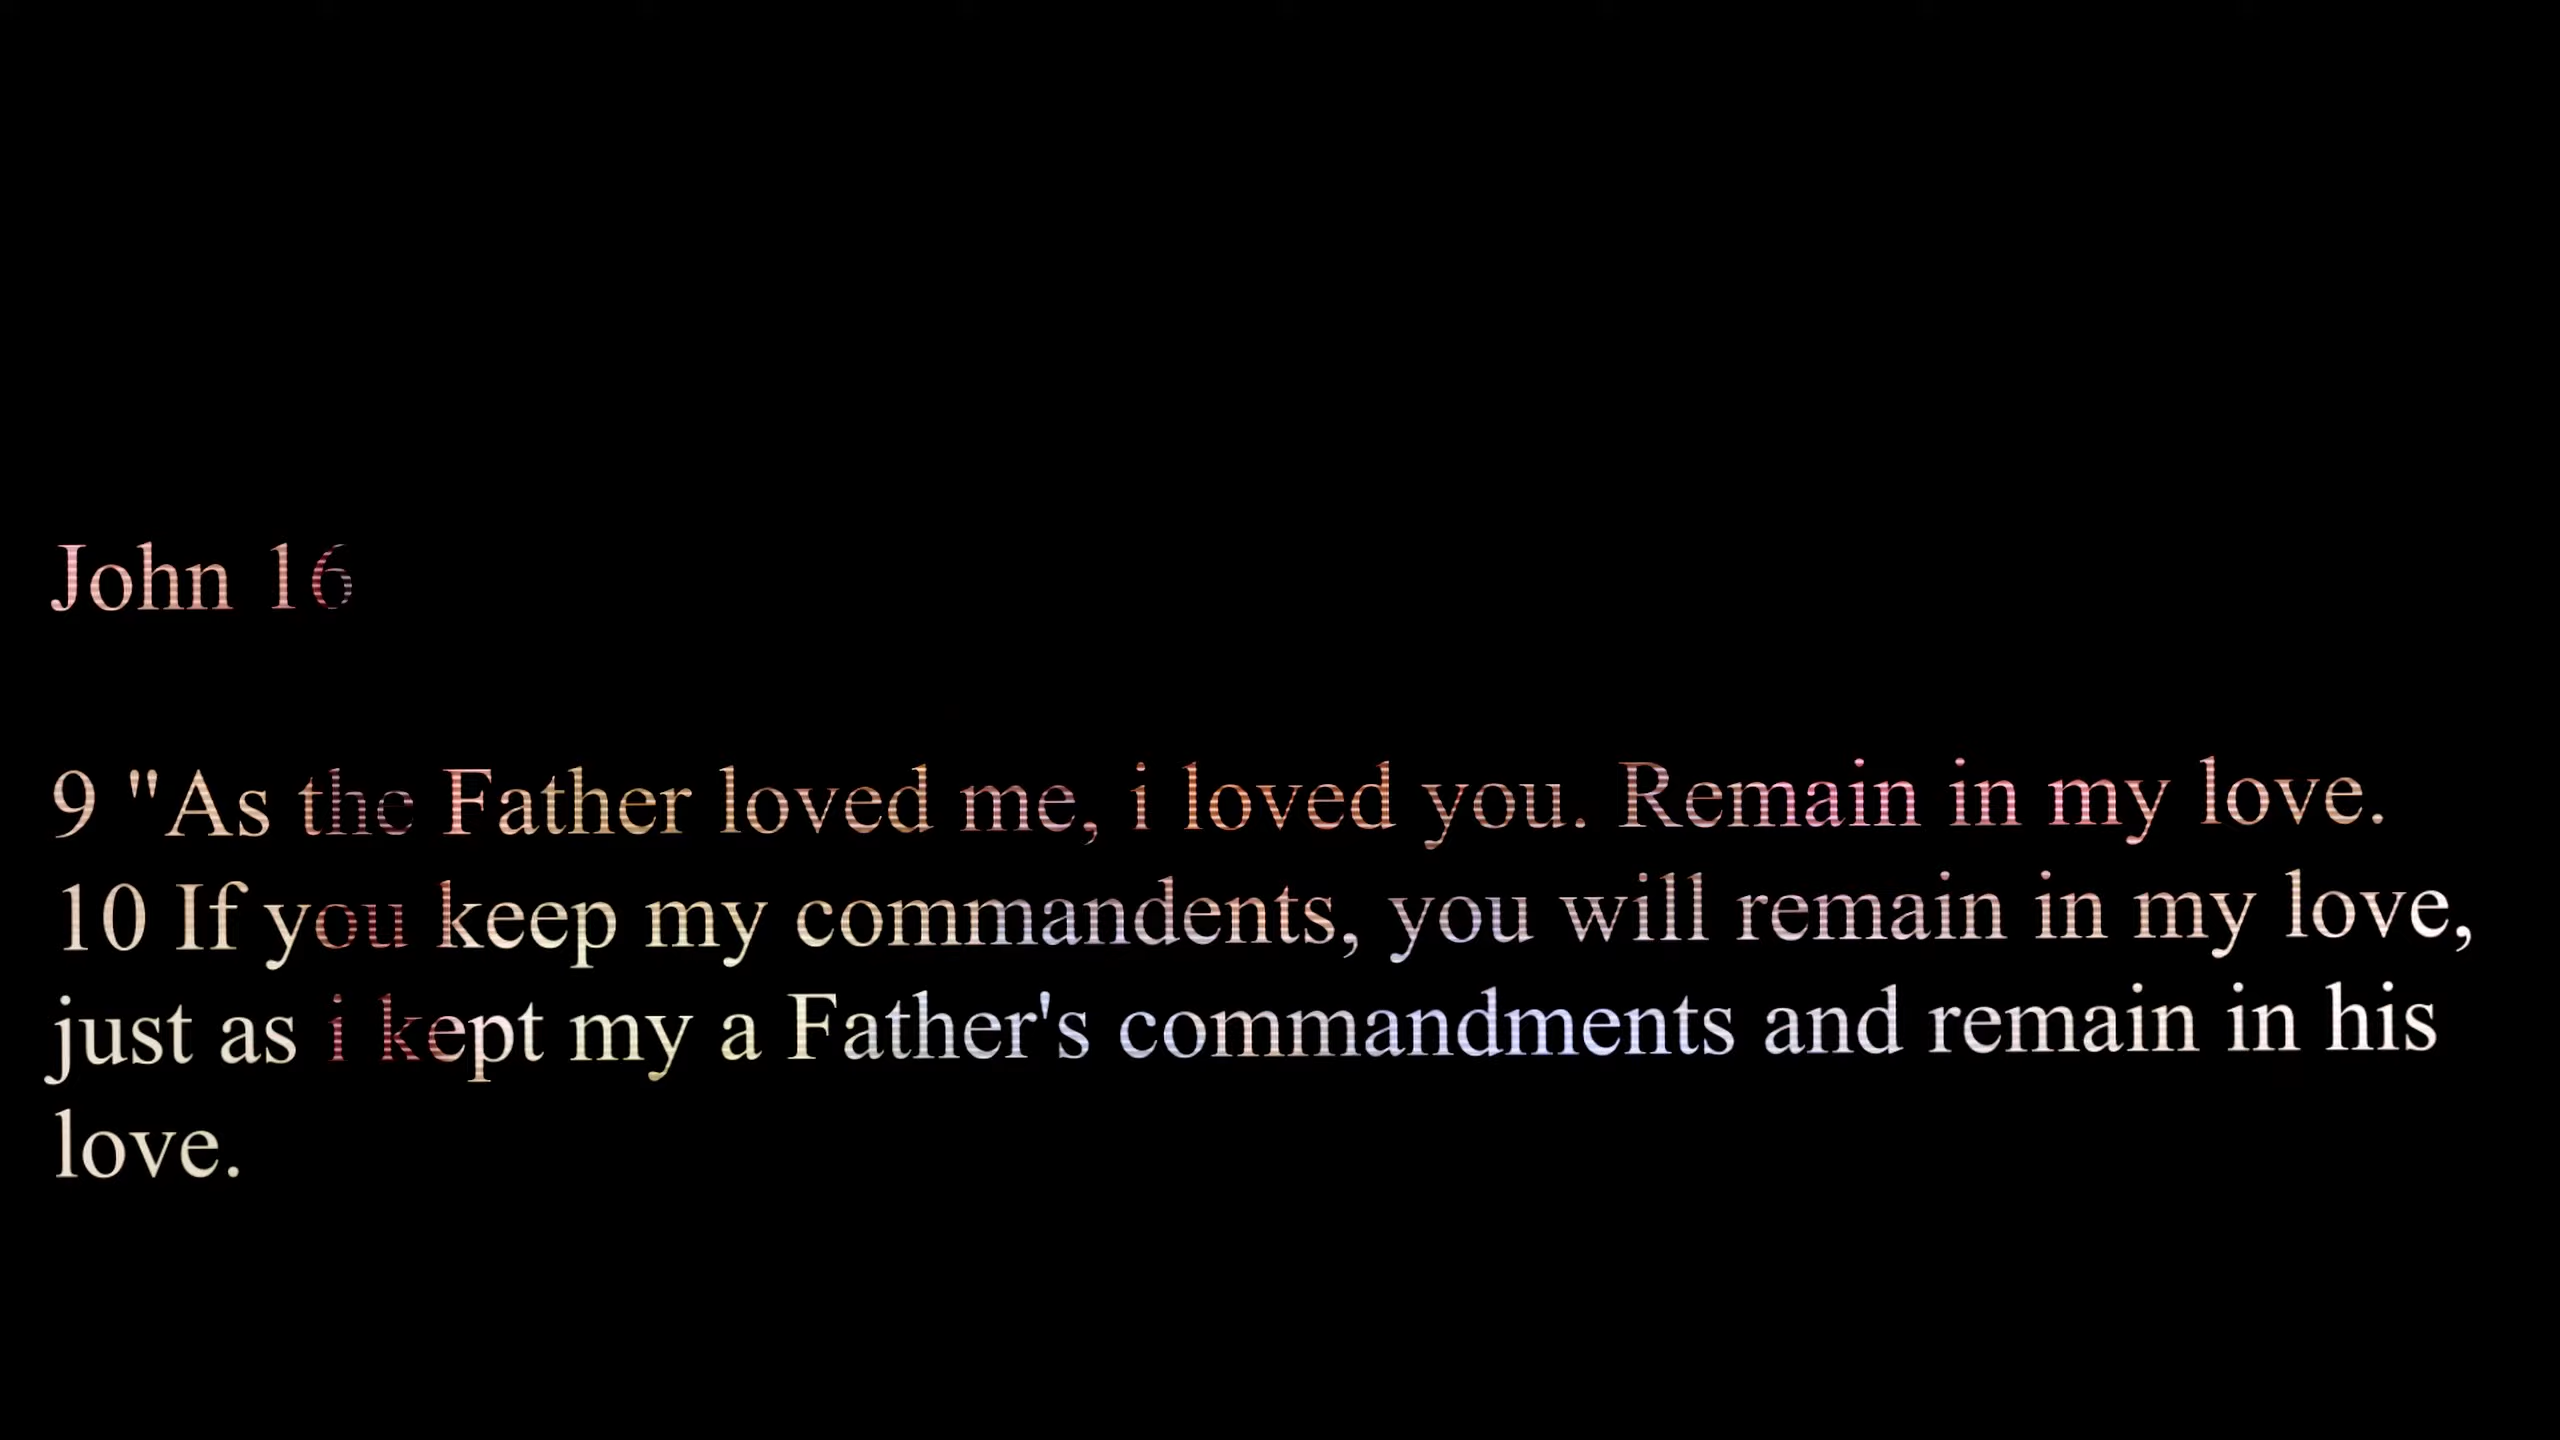 John 16
9 "As the Father loved me, i loved you. Remain in my love.
10 If you keep my commandents, you will remain in my love,
just as i kept my a Father's commandments and remain in his
love.